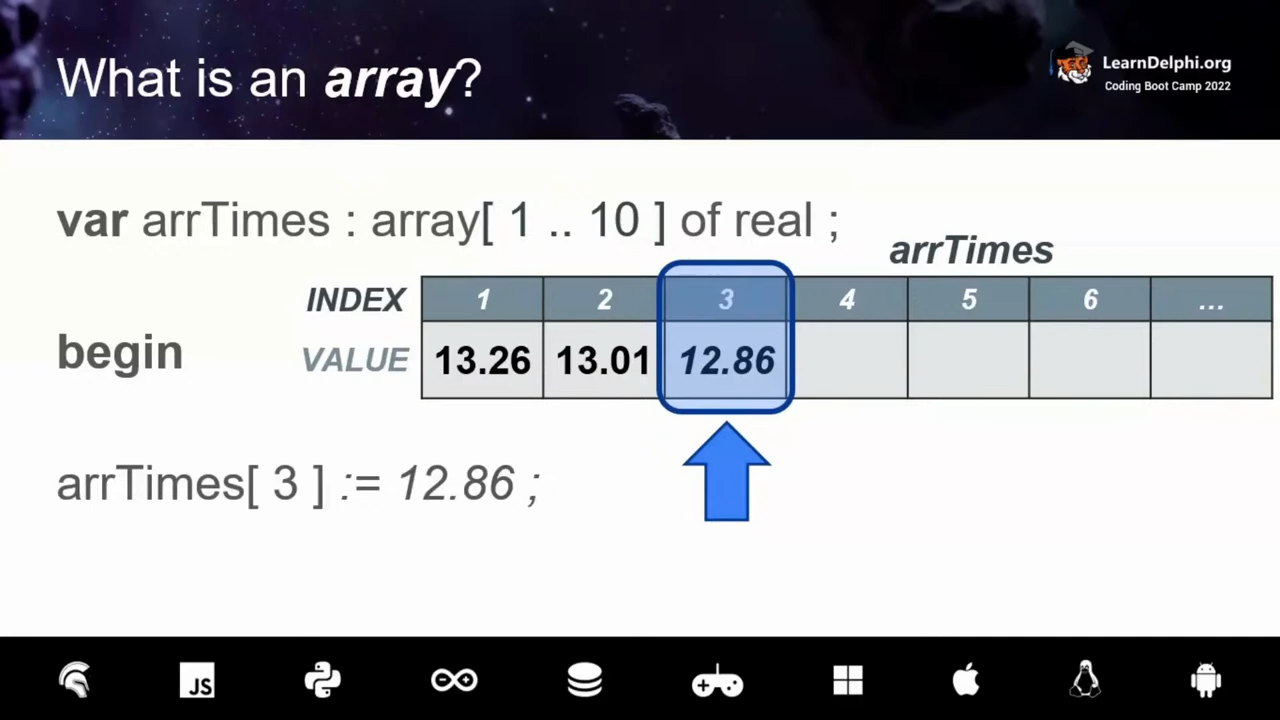 What is an array?
LearnDelphi.org
Coding Boot Camp 2022
var arrTimes : array[ 1 .. 10 ] of real ;
arrTimes
INDEX 1 2 3 4 5 6 ...
begin
VALUE 13.26 13.01 12.86
arrTimes[ 3 ] := 12.86 ;
JS